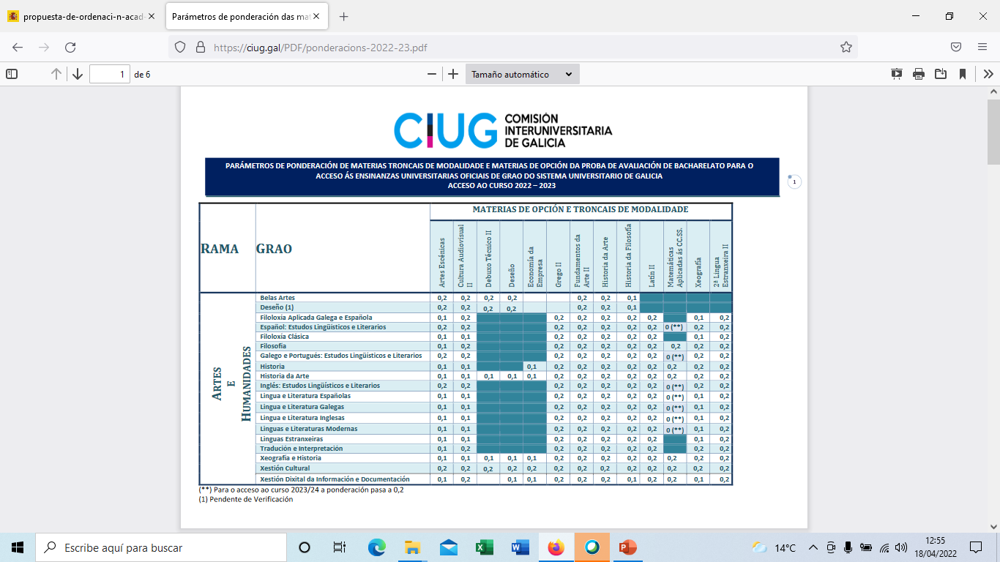 propuesta-de-ordenaci-n-acad
Parámetros de ponderación das mat
https://ciug.gal/PDF/ponderacions-2022-23.pdf
1 de 6
Tamaño automático
CIUG
COMISIÓN
INTERUNIVERSITARIA
DE GALICIA
PARÁMETROS DE PONDERACIÓN DE MATERIAS TRONCAIS DE MODALIDADE E MATERIAS DE OPCIÓN DA PROBA DE AVALIACIÓN DE BACHARELATO PARA O
ACCESO ÁS ENSINANZAS UNIVERSITARIAS OFICIAIS DE GRAO DO SISTEMA UNIVERSITARIO DE GALICIA
ACCESO AO CURSO 2022 – 2023
1
MATERIAS DE OPCIÓN E TRONCAIS DE MODALIDADE
RAMA
GRAO
Artes Escénicas
Cultura Audiovisual
II
Debuxo Técnico II
Deseño
Economía da
Empresa
Grego II
Fundamentos da
Arte II
Historia da Arte
Historia da Filosofía
Latín II
Matemáticas
Aplicadas ás CC.SS.
Xeografía
2ª Lingua
Estranxeira II
ARTES
E
HUMANIDADES
Belas Artes 0,2 0,2 0,2 0,2 0,2 0,2 0,1
Deseño (1) 0,2 0,2 0,2 0,2 0,2 0,2 0,1
Filoloxía Aplicada Galega e Española 0,1 0,2 0,2 0,2 0,2 0,2 0,2 0,1 0,2
Español: Estudos Lingüísticos e Literarios 0,2 0,2 0,2 0,2 0,2 0,2 0,2 0 (**) 0,2 0,2
Filoloxía Clásica 0,1 0,1 0,2 0,2 0,2 0,2 0,2 0,1 0,2
Filosofía 0,1 0,2 0,2 0,2 0,2 0,2 0,2 0,2 0,2 0,2
Galego e Portugués: Estudos Lingüísticos e Literarios 0,2 0,2 0,2 0,2 0,2 0,2 0,2 0 (**) 0,2 0,2
Historia 0,1 0,1 0,1 0,2 0,2 0,2 0,2 0,2 0,2 0,2 0,2
Historia da Arte 0,1 0,1 0,1 0,1 0,1 0,2 0,2 0,2 0,2 0,2 0,2 0,2 0,2
Inglés: Estudos Lingüísticos e Literarios 0,2 0,2 0,2 0,2 0,2 0,2 0,2 0 (**) 0,2 0,2
Lingua e Literatura Españolas 0,1 0,1 0,2 0,2 0,2 0,2 0,2 0 (**) 0,1 0,2
Lingua e Literatura Galegas 0,1 0,1 0,2 0,2 0,2 0,2 0,2 0 (**) 0,1 0,2
Lingua e Literatura Inglesas 0,1 0,1 0,2 0,2 0,2 0,2 0,2 0 (**) 0,1 0,2
Linguas e Literaturas Modernas 0,1 0,1 0,2 0,2 0,2 0,2 0,2 0 (**) 0,1 0,2
Linguas Estranxeiras 0,1 0,1 0,2 0,2 0,2 0,2 0,2 0,1 0,2
Tradución e Interpretación 0,1 0,2 0,2 0,2 0,2 0,2 0,2 0,2 0,2
Xeografía e Historia 0,1 0,1 0,1 0,1 0,1 0,2 0,2 0,2 0,2 0,2 0,2 0,2 0,2
Xestión Cultural 0,2 0,2 0,2 0,2 0,2 0,2 0,2 0,2 0,2 0,2 0,2 0,2 0,2
Xestión Dixital da Información e Documentación 0,1 0,2 0,1 0,1 0,2 0,2 0,2 0,1 0,2 0,2 0,1 0,2
(**) Para o acceso ao curso 2023/24 a ponderación pasa a 0,2
(1) Pendente de Verificación
Escribe aquí para buscar
14°C
12:55
18/04/2022